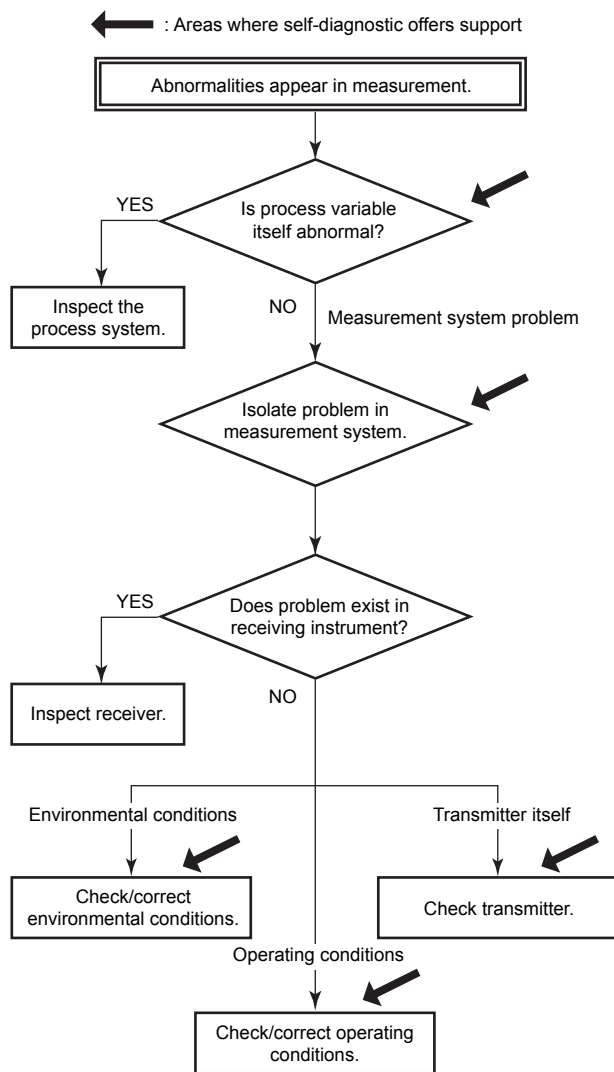 : Areas where self-diagnostic offers support
Abnormalities appear in measurement.
YES
Is process variable
itself abnormal?
Inspect the
process system.
NO
Measurement system problem
Isolate problem in
measurement system.
YES
Does problem exist in
receiving instrument?
Inspect receiver.
NO
Environmental conditions
Transmitter itself
Check/correct
environmental conditions.
Check transmitter.
Operating conditions
Check/correct operating
conditions.